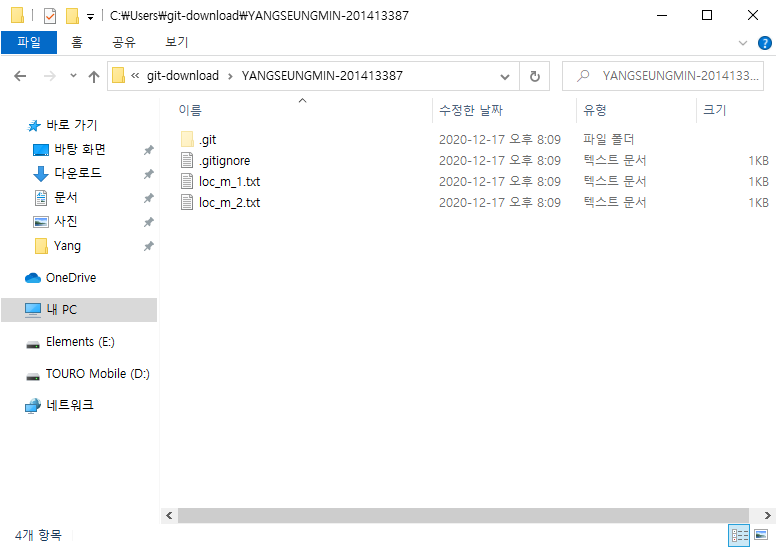 C:₩Users₩git-download₩YANGSEUNGMIN-201413387
파일 홈 공유 보기
« git-download › YANGSEUNGMIN-201413387 YANGSEUNGMIN-2014133...
이름 수정한 날짜 유형 크기
.git 2020-12-17 오후 8:09 파일 폴더
.gitignore 2020-12-17 오후 8:09 텍스트 문서 1KB
loc_m_1.txt 2020-12-17 오후 8:09 텍스트 문서 1KB
loc_m_2.txt 2020-12-17 오후 8:09 텍스트 문서 1KB
바로 가기
바탕 화면
다운로드
문서
사진
Yang
OneDrive
내 PC
Elements (E:)
TOURO Mobile (D:)
네트워크
4개 항목